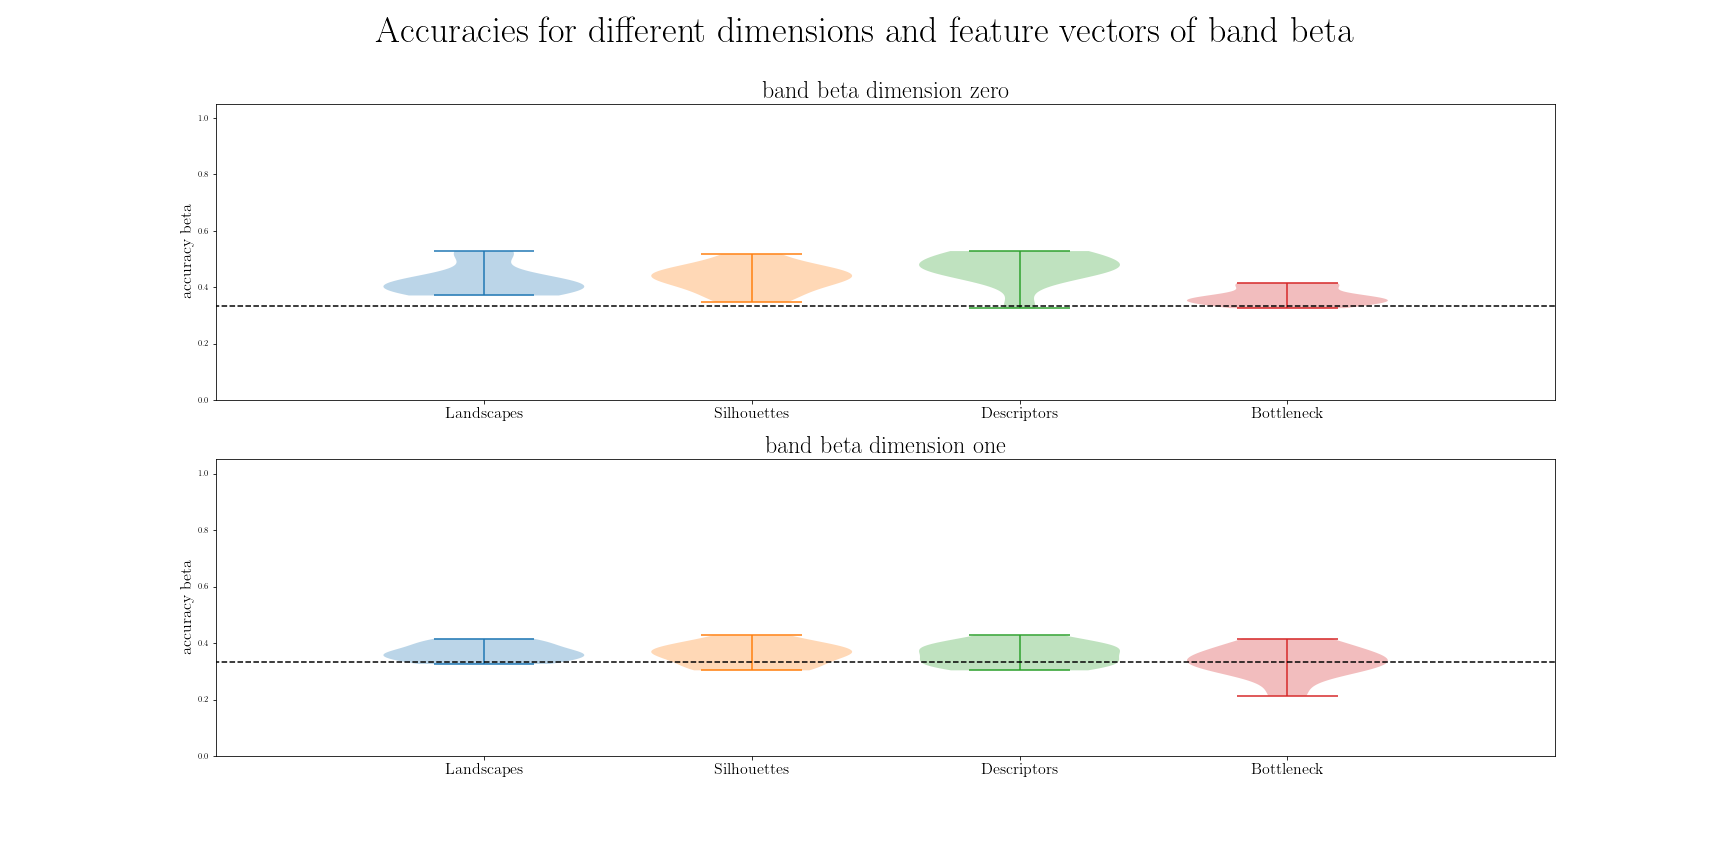 Accuracies for different dimensions and feature vectors of band beta
band beta dimension zero
1.0
0.8
0.6
0.4
0.2
0.0
accuracy beta
Landscapes Silhouettes Descriptors Bottleneck
band beta dimension one
1.0
0.8
0.6
0.4
0.2
0.0
accuracy beta
Landscapes Silhouettes Descriptors Bottleneck